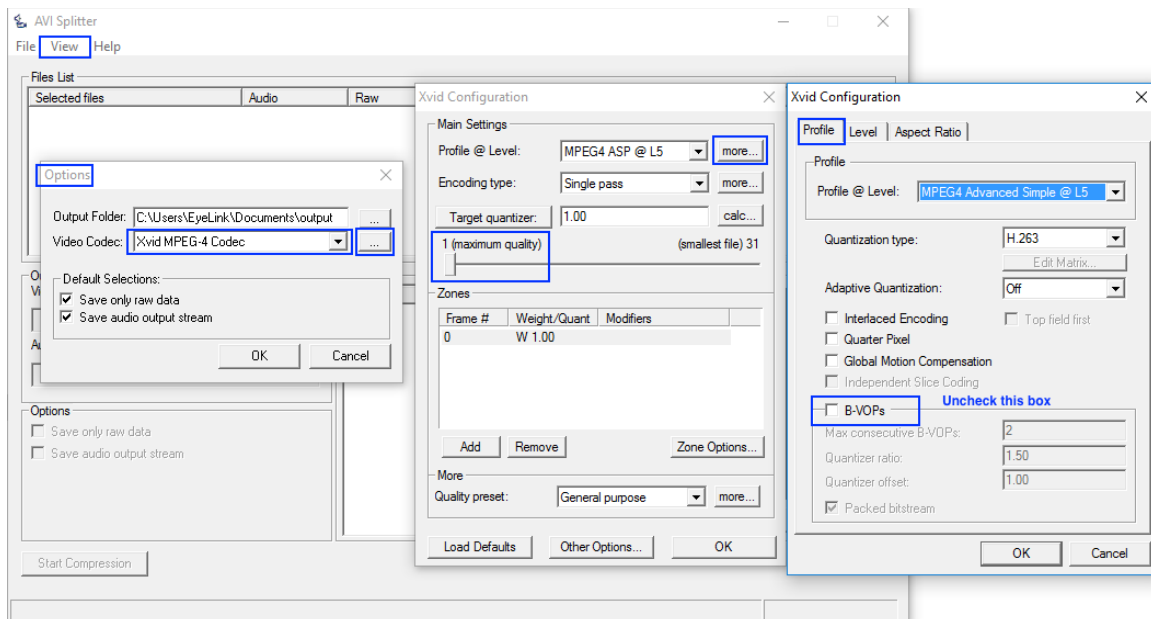 AVI Splitter
File View Help
Files List
Selected files Audio Raw
Options
Output Folder: C:\Users\EyeLink\Documents\output ...
Video Codec: Xvid MPEG-4 Codec ...
Default Selections:
Save only raw data
Save audio output stream
OK Cancel
Options
Save only raw data
Save audio output stream
Start Compression
Xvid Configuration
Main Settings
Profile @ Level: MPEG4 ASP @ L5 more...
Encoding type: Single pass more...
Target quantizer: 1.00 calc...
1 (maximum quality) (smallest file) 31
Zones
Frame # Weight/Quant Modifiers
0 W 1.00
Add Remove Zone Options...
More
Quality preset: General purpose more...
Load Defaults Other Options... OK
Xvid Configuration
Profile Level Aspect Ratio
Profile
Profile @ Level: MPEG4 Advanced Simple @ L5
Quantization type: H.263
Edit Matrix...
Adaptive Quantization: Off
Interlaced Encoding Top field first
Quarter Pixel
Global Motion Compensation
Independent Slice Coding
Uncheck this box
B-VOPs
Max consecutive B-VOPs: 2
Quantizer ratio: 1.50
Quantizer offset: 1.00
Packed bitstream
OK Cancel